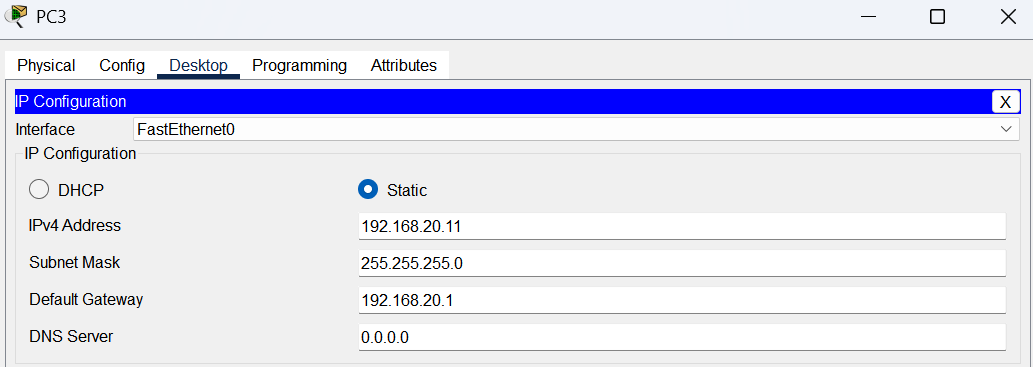 PC3
Physical Config Desktop Programming Attributes
IP Configuration X
Interface FastEthernet0
IP Configuration
DHCP Static
IPv4 Address 192.168.20.11
Subnet Mask 255.255.255.0
Default Gateway 192.168.20.1
DNS Server 0.0.0.0